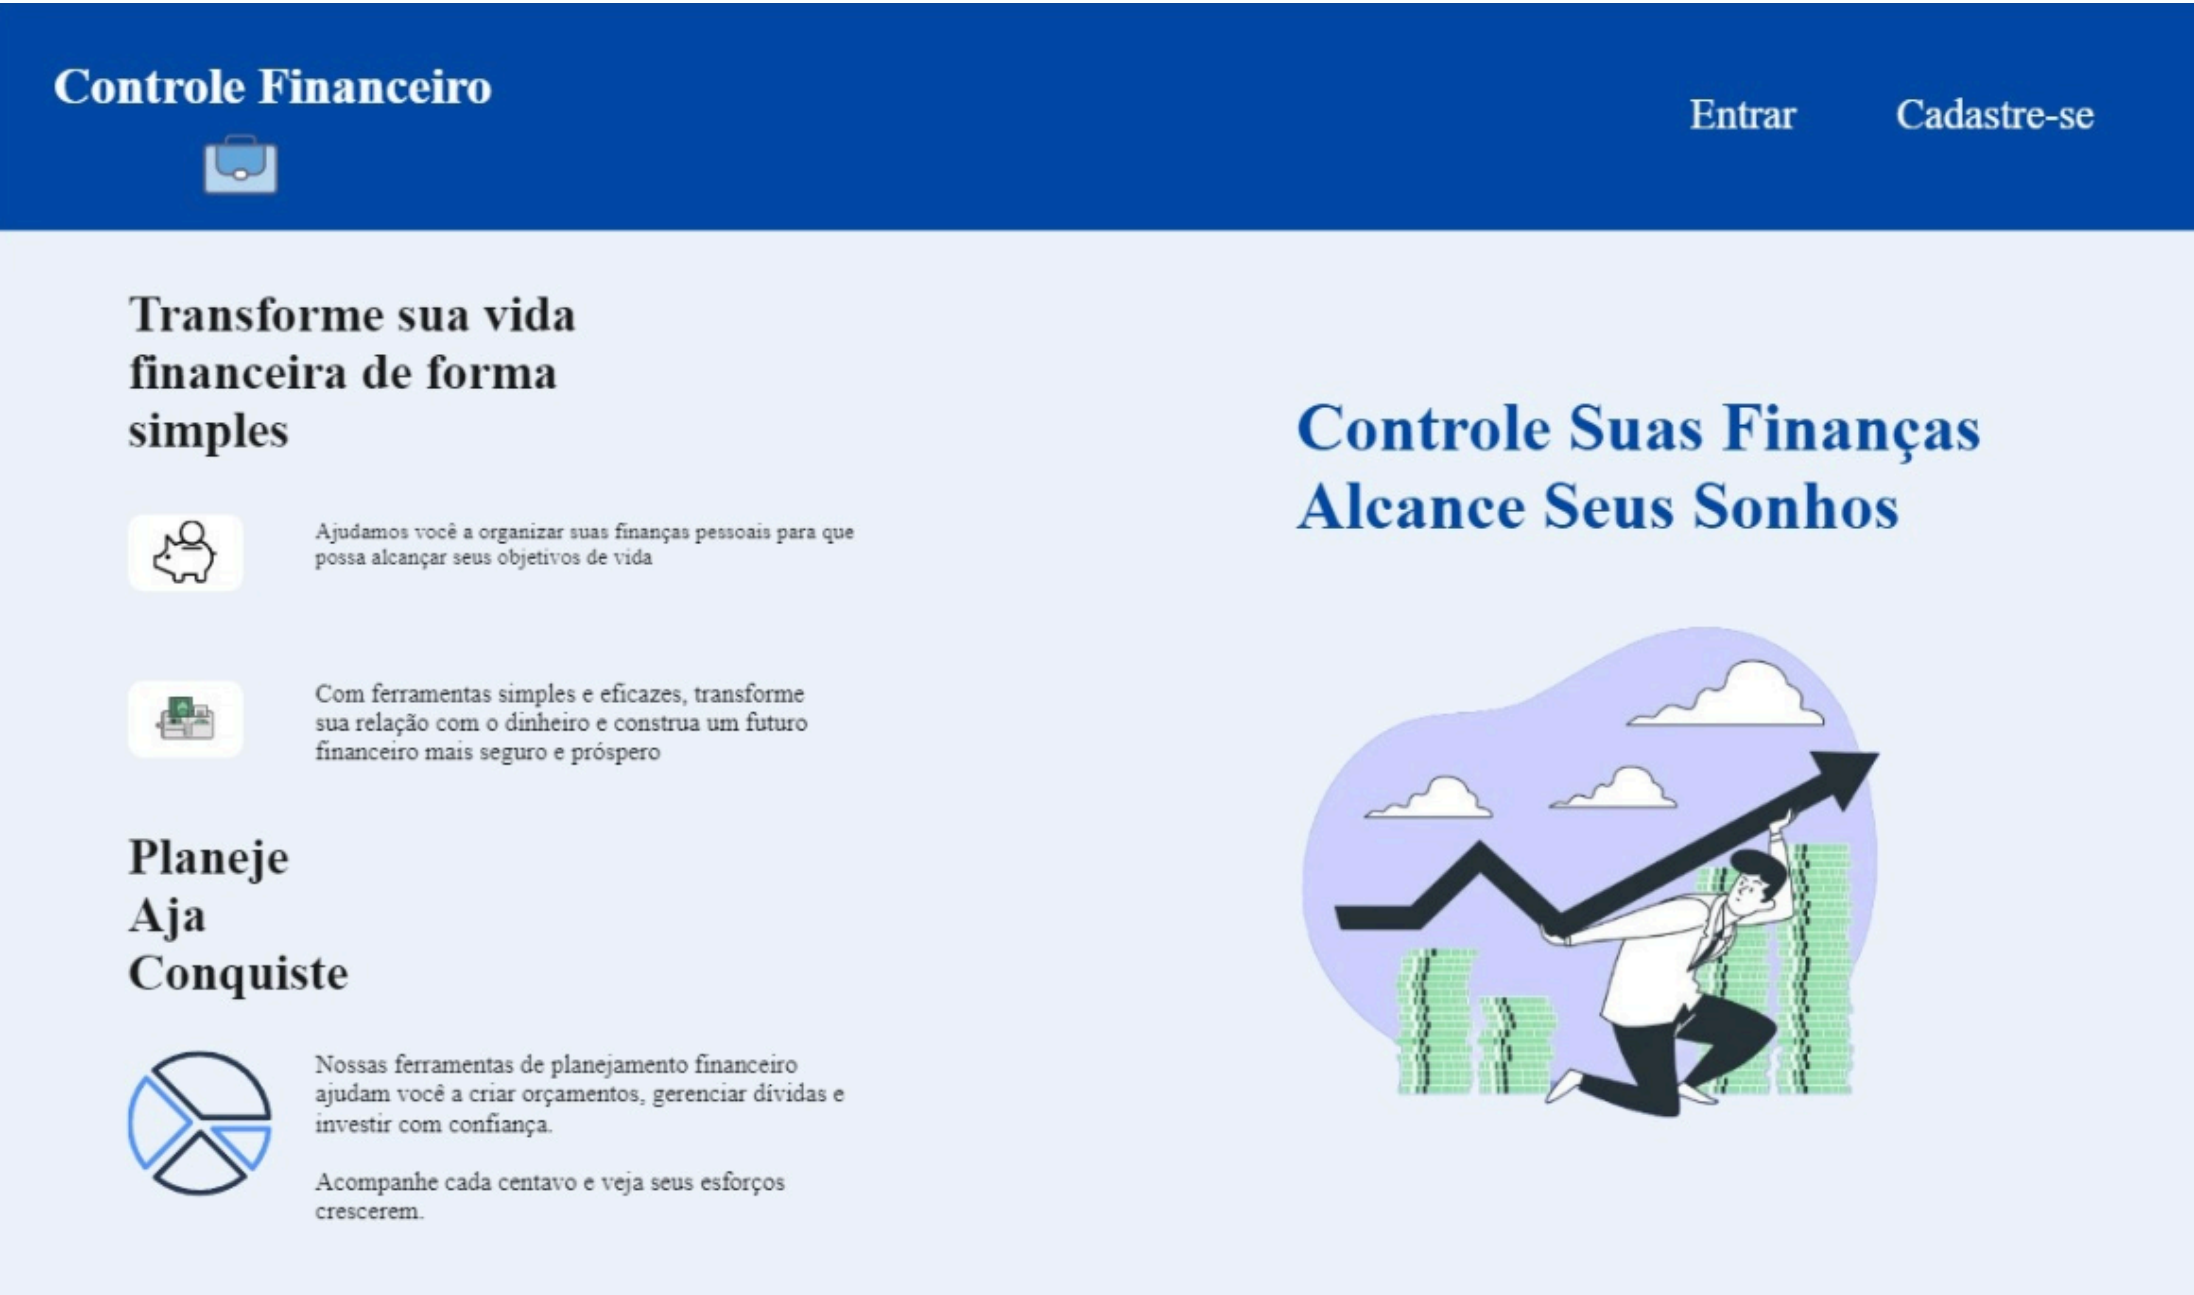 Controle Financeiro
Entrar
Cadastre-se
Transforme sua vida
financeira de forma
simples
Ajudamos você a organizar suas finanças pessoais para que
possa alcançar seus objetivos de vida
Com ferramentas simples e eficazes, transforme
sua relação com o dinheiro e construa um futuro
financeiro mais seguro e próspero
Planeje
Aja
Conquiste
Nossas ferramentas de planejamento financeiro
ajudam você a criar orçamentos, gerenciar dívidas e
investir com confiança.
Acompanhe cada centavo e veja seus esforços
crescerem.
Controle Suas Finanças
Alcance Seus Sonhos